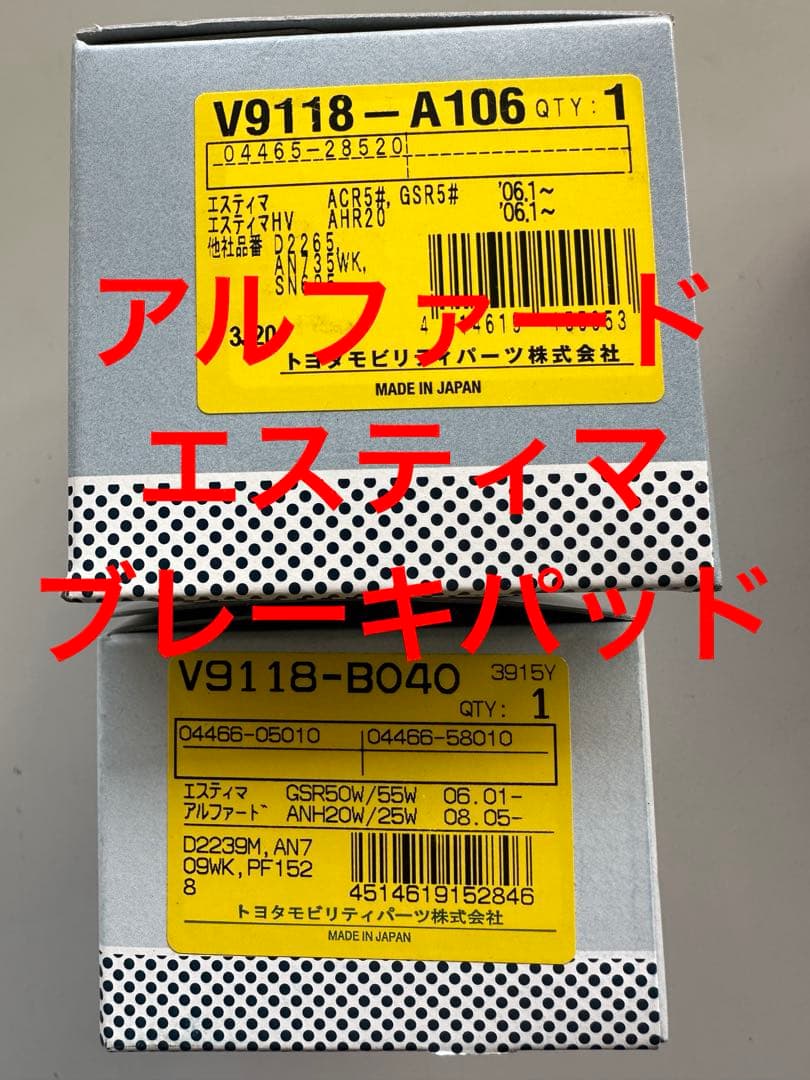 V9118-A106 QTY: 1
04465-28520
エスティマ ACR5#, GSR5# '06.1~
エスティマHV AHR20 '06.1~
他社品番 D2265,
AN735WK,
アルファード
トヨタモビリティパーツ株式会社
MADE IN JAPAN
エスティマ
ブレーキパッド
V9118-B040 3915Y
QTY: 1
04466-05010 04466-58010
エスティマ GSR50W/55W 06.01-
アルファード ANH20W/25W 08.05-
D2239M, AN7
09WK, PF152
8
4514619152846
トヨタモビリティパーツ株式会社
MADE IN JAPAN